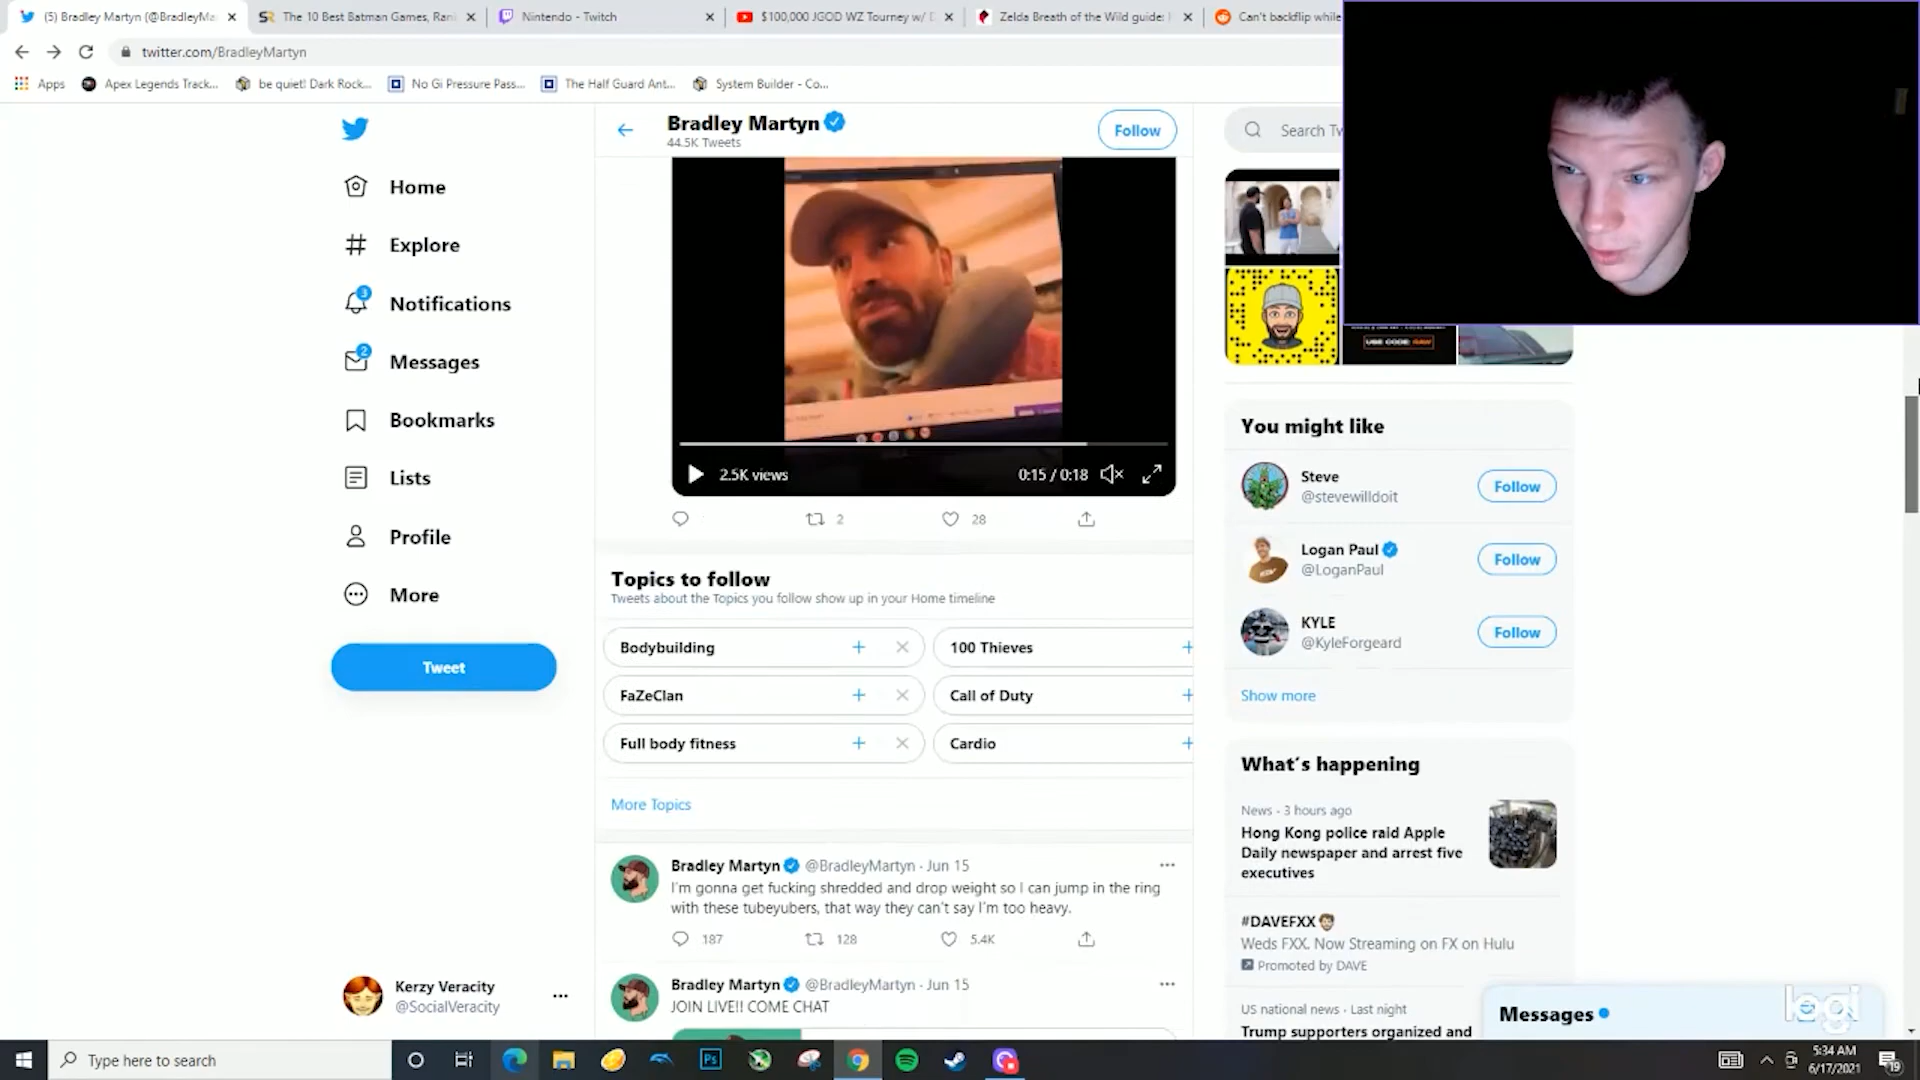 (5) Bradley Martyn (@BradleyMa
The 10 Best Batman Games, Ran
Nintendo - Twitch
$100,000 JGOD WZ Tourney w/
Zelda Breath of the Wild guide:
Can't backflip while
twitter.com/BradleyMartyn
Apps
Apex Legends Track...
be quiet! Dark Rock...
No Gi Pressure Pass...
The Half Guard Ant...
System Builder - Co...
Bradley Martyn
44.5K Tweets
Follow
Search Tw
Home
Explore
3
Notifications
2
Messages
Bookmarks
Lists
Profile
More
Tweet
Kerzy Veracity
@SocialVeracity
2.5K views
0:15 / 0:18
2
28
Topics to follow
Tweets about the Topics you follow show up in your Home timeline
Bodybuilding
100 Thieves
FaZeClan
Call of Duty
Full body fitness
Cardio
More Topics
Bradley Martyn @BradleyMartyn · Jun 15
I'm gonna get fucking shredded and drop weight so I can jump in the ring
with these tubeyubers, that way they can't say I'm too heavy.
187
128
5.4K
Bradley Martyn @BradleyMartyn · Jun 15
JOIN LIVE!! COME CHAT
USE CODE: RAW
You might like
Steve
@stevewilldoit
Follow
Logan Paul
@LoganPaul
Follow
KYLE
@KyleForgeard
Follow
Show more
What's happening
News · 3 hours ago
Hong Kong police raid Apple
Daily newspaper and arrest five
executives
#DAVEFXX
Weds FXX. Now Streaming on FX on Hulu
Promoted by DAVE
US national news · Last night
Trump supporters organized and
Messages
Type here to search
Ps
5:34 AM
6/17/2021
19